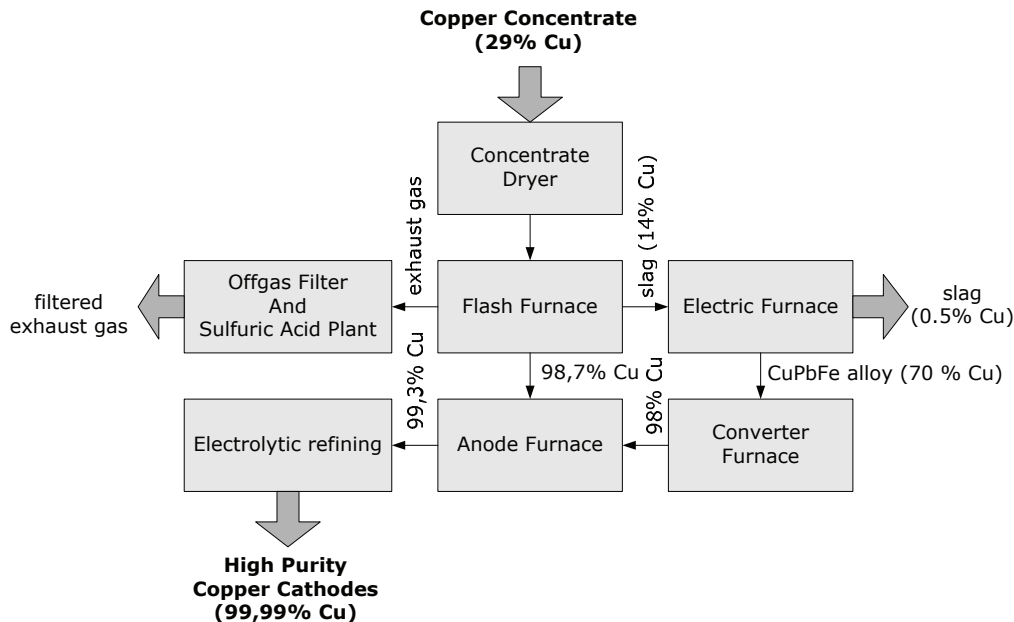 Copper Concentrate
(29% Cu)
Concentrate
Dryer
exhaust gas
slag (14% Cu)
filtered
exhaust gas
Offgas Filter
And
Sulfuric Acid Plant
Flash Furnace
Electric Furnace
slag
(0.5% Cu)
99,3% Cu
98,7% Cu
98% Cu
CuPbFe alloy (70 % Cu)
Electrolytic refining
Anode Furnace
Converter
Furnace
High Purity
Copper Cathodes
(99,99% Cu)